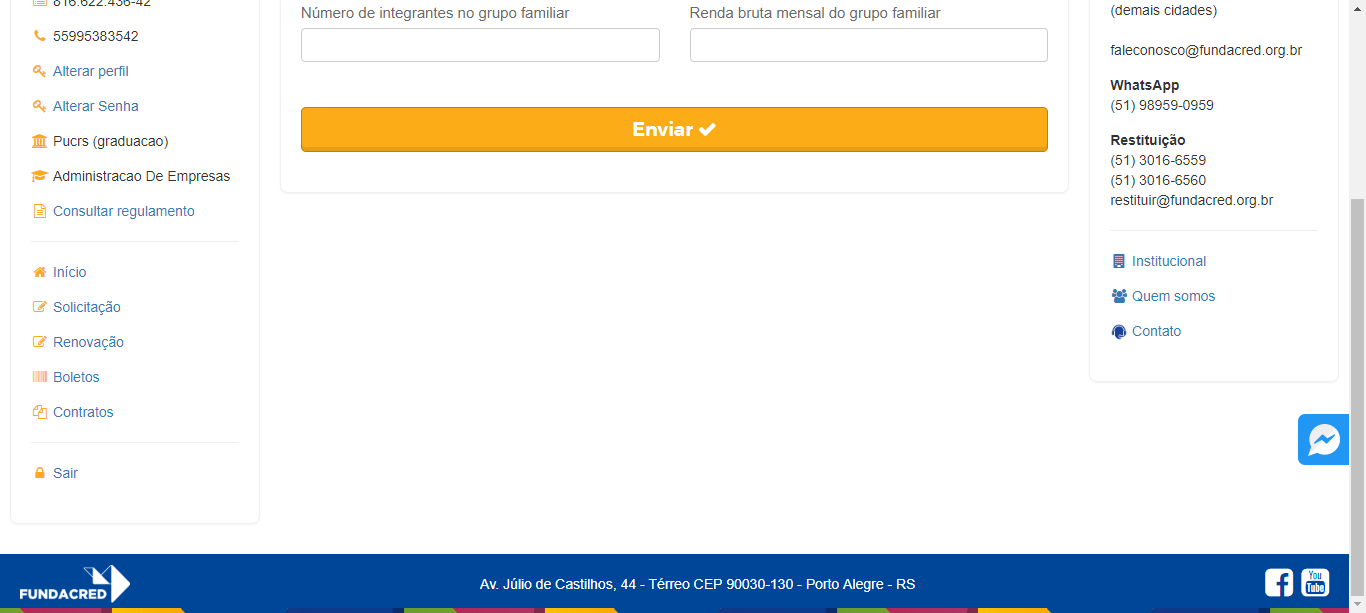 816.622.436-42
55995383542
Alterar perfil
Alterar Senha
Pucrs (graduacao)
Administracao De Empresas
Consultar regulamento
Início
Solicitação
Renovação
Boletos
Contratos
Sair
Número de integrantes no grupo familiar
Renda bruta mensal do grupo familiar
Enviar
(demais cidades)
faleconosco@fundacred.org.br
WhatsApp
(51) 98959-0959
Restituição
(51) 3016-6559
(51) 3016-6560
restituir@fundacred.org.br
Institucional
Quem somos
Contato
FUNDACRED
Av. Júlio de Castilhos, 44 - Térreo CEP 90030-130 - Porto Alegre - RS
You
Tube